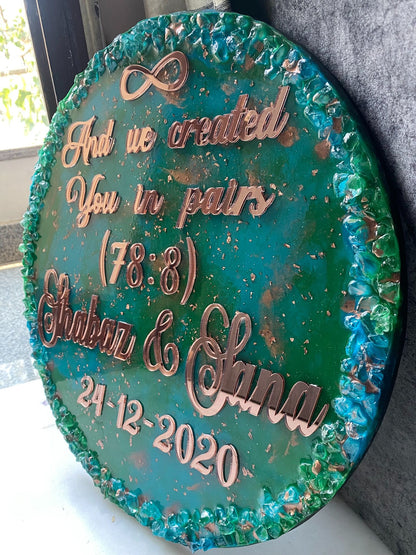 And we created
You in pairs
(78:8)
Shabaz & Sana
24-12-2020